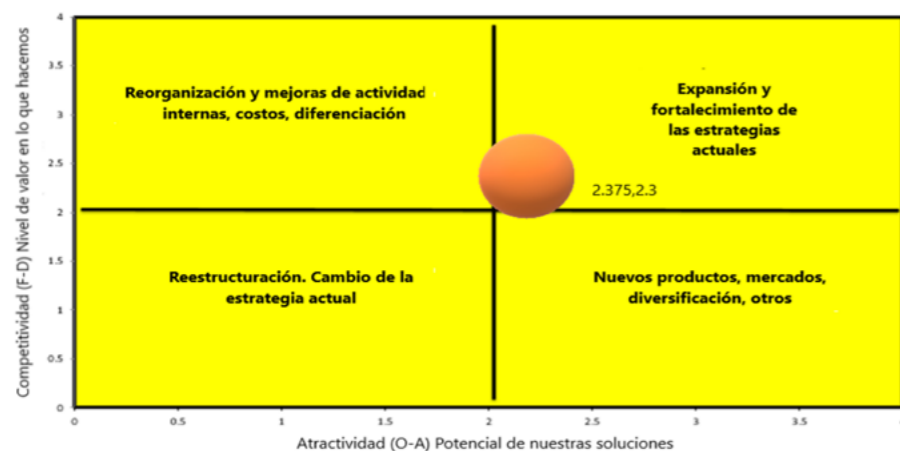 Competitividad (F-D) Nivel de valor en lo que hacemos
4
3.5
3
2.5
2
1.5
1
0.5
0
Reorganización y mejoras de actividad
internas, costos, diferenciación
Expansión y
fortalecimiento de
las estrategias
actuales
2.375,2.3
Reestructuración. Cambio de la
estrategia actual
Nuevos productos, mercados,
diversificación, otros
0
0.5
1
1.5
2
2.5
3
3.5
Atractividad (O-A) Potencial de nuestras soluciones